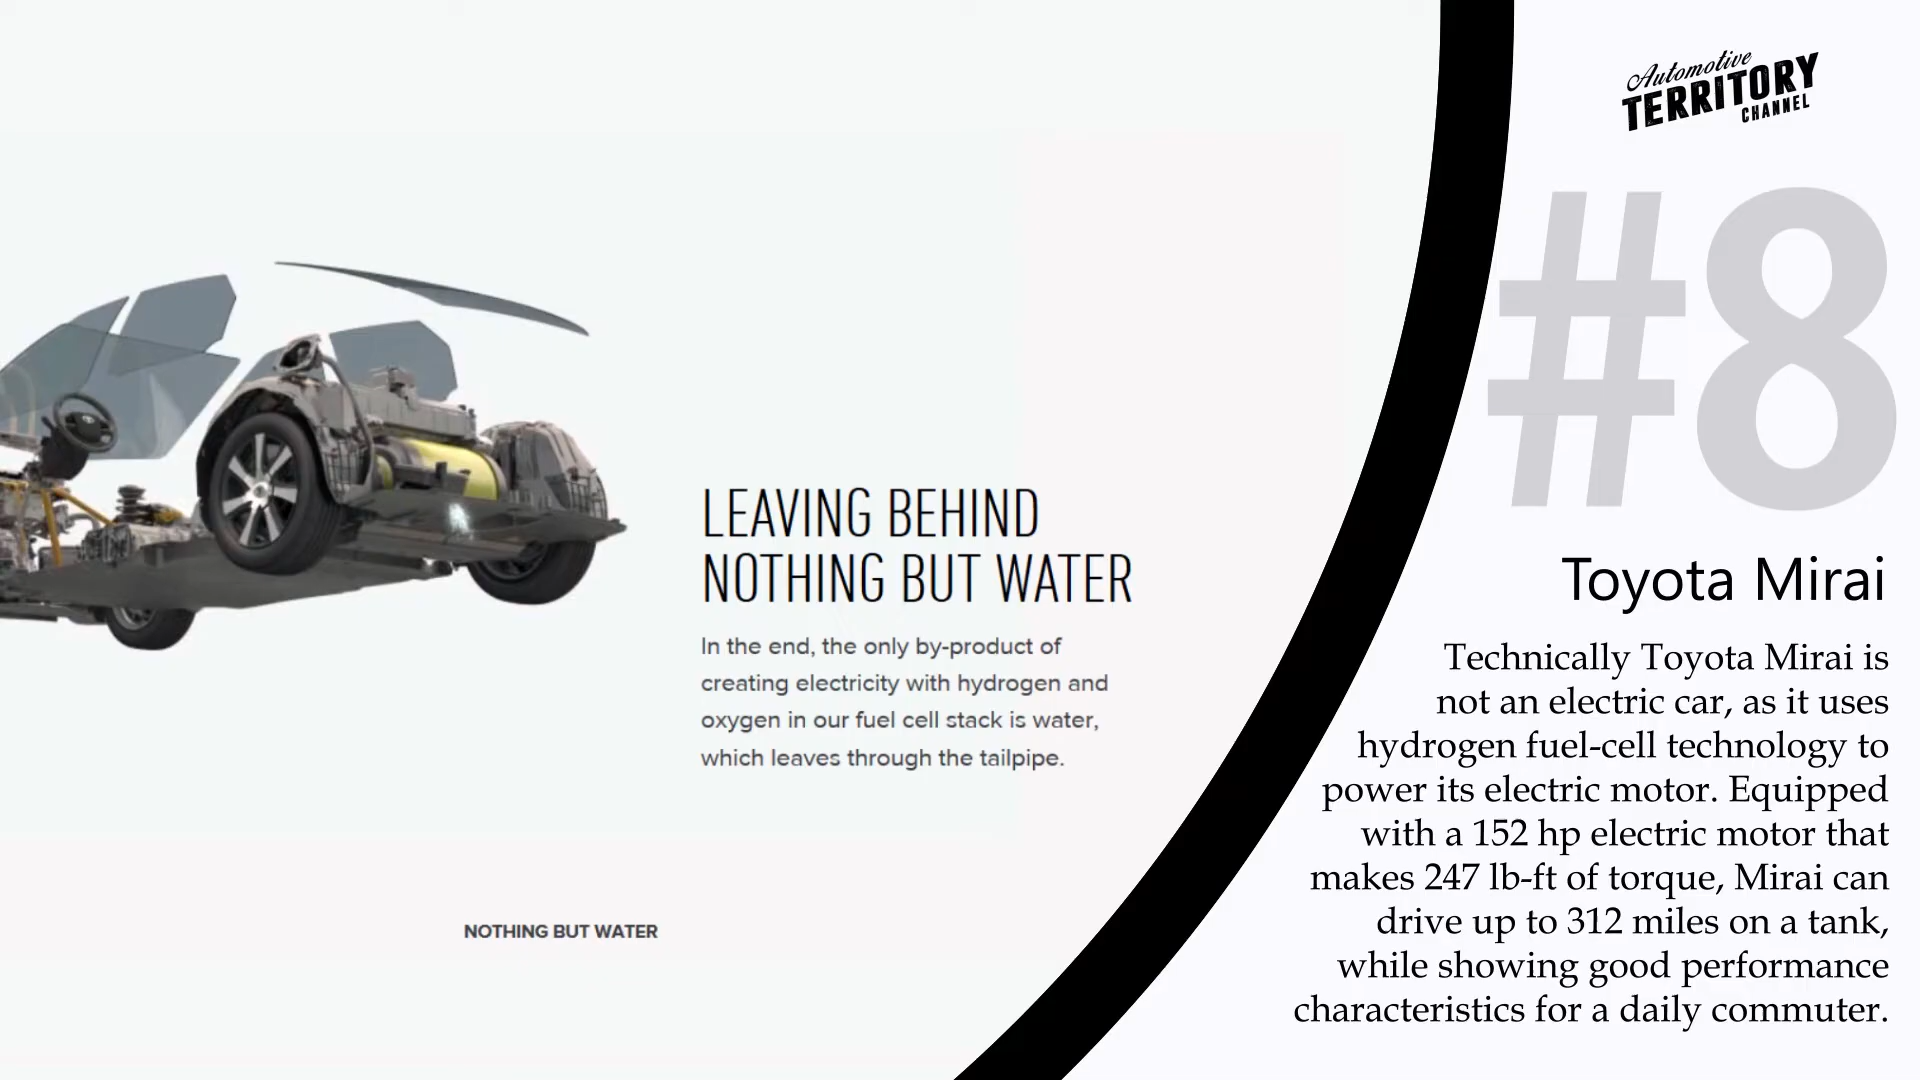 Automotive
TERRITORY
CHANNEL
#8
Toyota Mirai
Technically Toyota Mirai is
not an electric car, as it uses
hydrogen fuel-cell technology to
power its electric motor. Equipped
with a 152 hp electric motor that
makes 247 lb-ft of torque, Mirai can
drive up to 312 miles on a tank,
while showing good performance
characteristics for a daily commuter.
LEAVING BEHIND
NOTHING BUT WATER
In the end, the only by-product of
creating electricity with hydrogen and
oxygen in our fuel cell stack is water,
which leaves through the tailpipe.
NOTHING BUT WATER